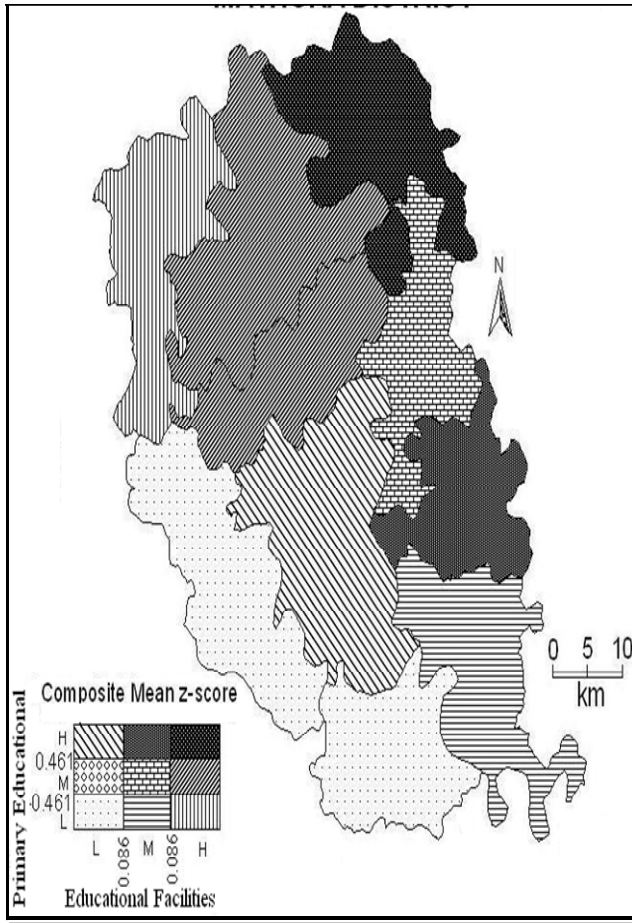 N
0 5 10
km
Composite Mean z-score
Primary Educational
H
0.461
M
-0.461
L
L M H
0.086 0.086
Educational Facilities